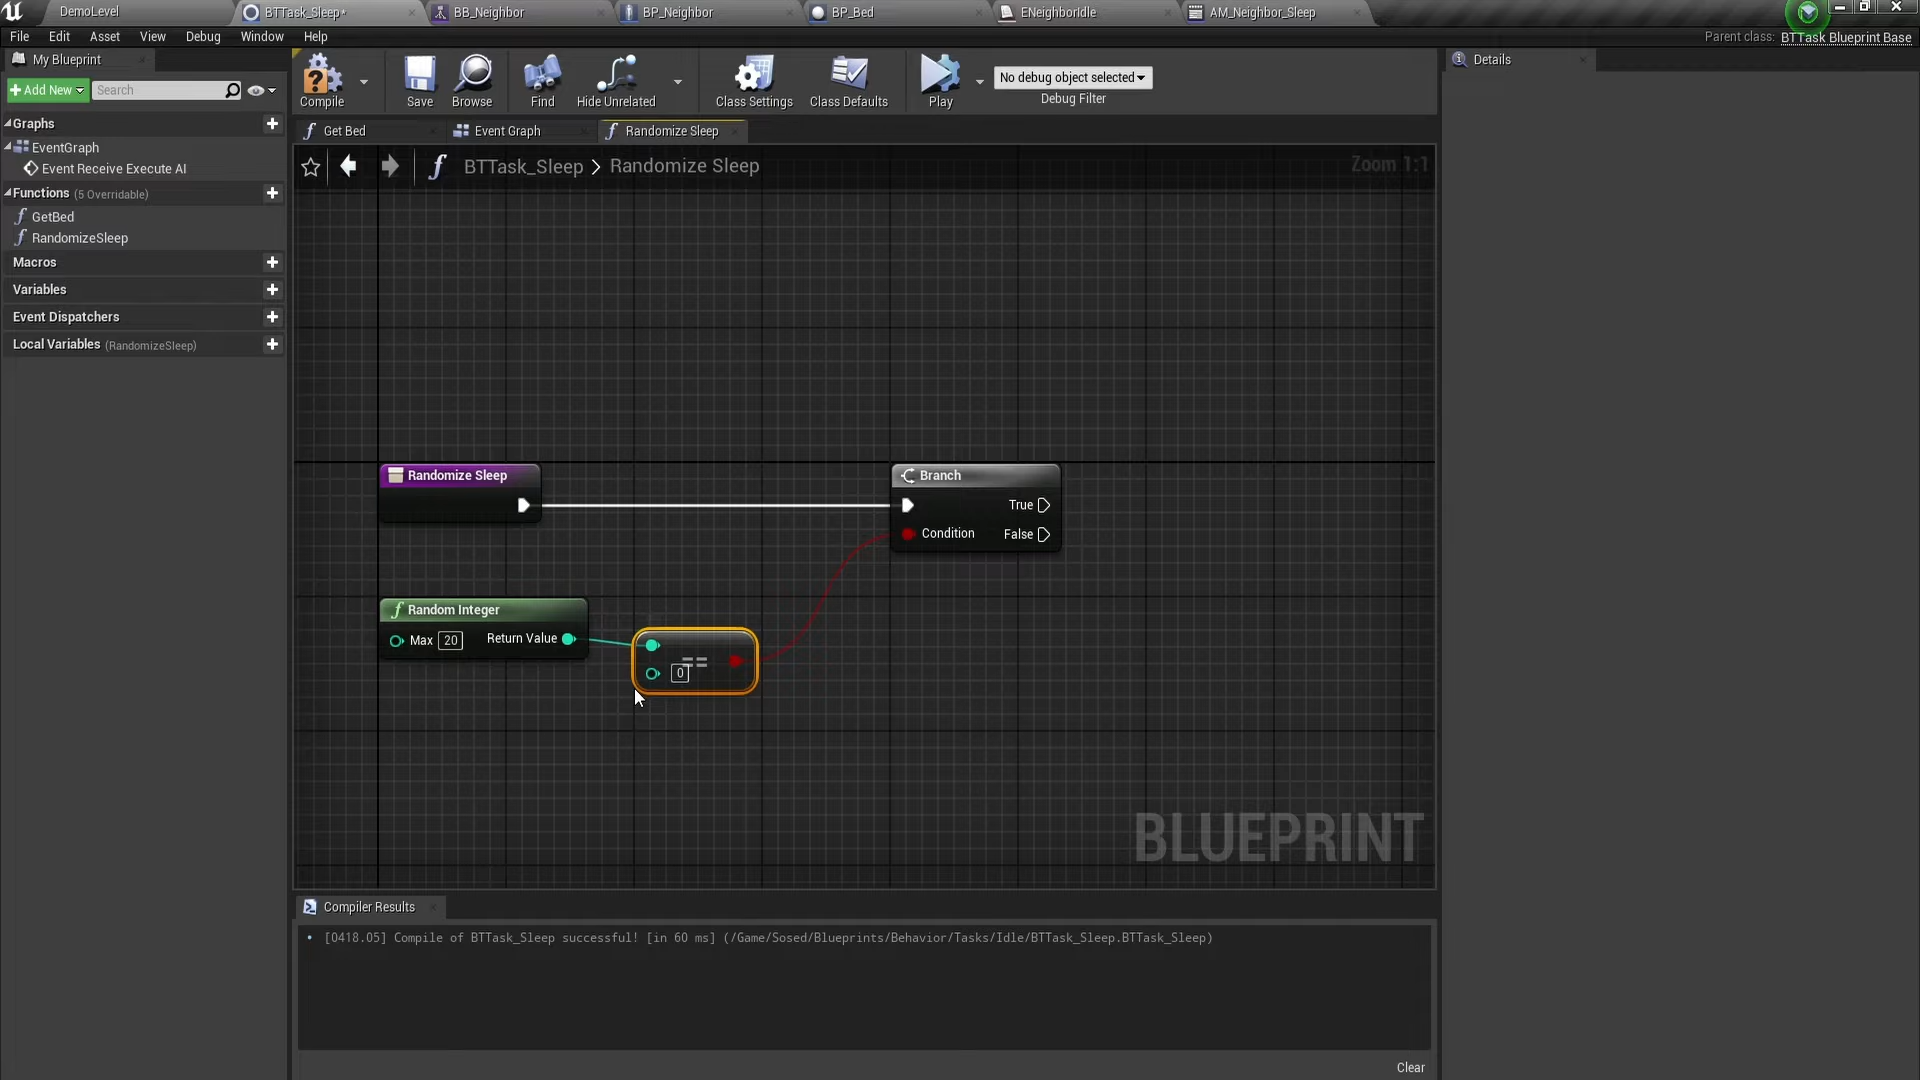 DemoLevel
BTTask_Sleep*
BB_Neighbor
BP_Neighbor
BP_Bed
ENeighborIdle
AM_Neighbor_Sleep
File Edit Asset View Debug Window Help
Parent class: BTTask Blueprint Base
My Blueprint
Add New
Search
Compile
Save
Browse
Find
Hide Unrelated
Class Settings
Class Defaults
Play
No debug object selected
Debug Filter
Details
Graphs
EventGraph
Event Receive Execute AI
Functions (5 Overridable)
GetBed
RandomizeSleep
Macros
Variables
Event Dispatchers
Local Variables (RandomizeSleep)
Get Bed
Event Graph
Randomize Sleep
BTTask_Sleep > Randomize Sleep
Zoom 1:1
Randomize Sleep
Branch
True
Condition
False
Random Integer
Max 20
Return Value
==
0
BLUEPRINT
Compiler Results
[0418.05] Compile of BTTask_Sleep successful! [in 60 ms] (/Game/Sosed/Blueprints/Behavior/Tasks/Idle/BTTask_Sleep.BTTask_Sleep)
Clear